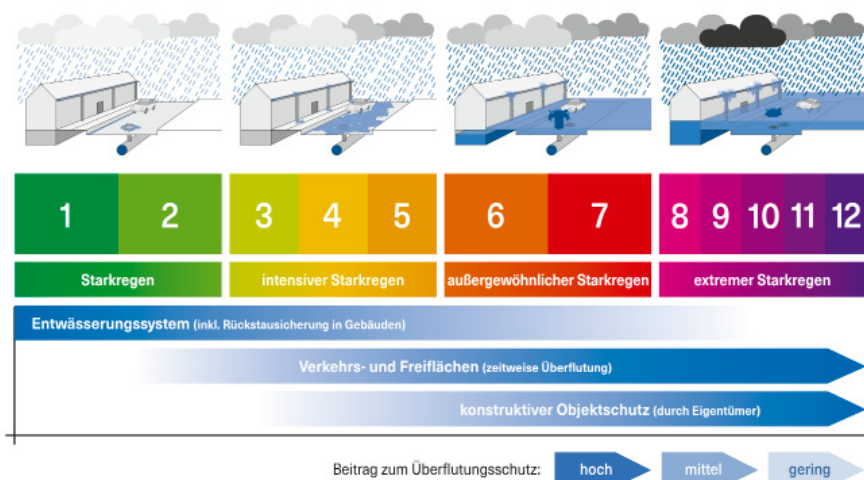 1 2 3 4 5 6 7 8 9 10 11 12
Starkregen intensiver Starkregen außergewöhnlicher Starkregen extremer Starkregen
Entwässerungssystem (inkl. Rückstausicherung in Gebäuden)
Verkehrs- und Freiflächen (zeitweise Überflutung)
konstruktiver Objektschutz (durch Eigentümer)
Beitrag zum Überflutungsschutz: hoch mittel gering